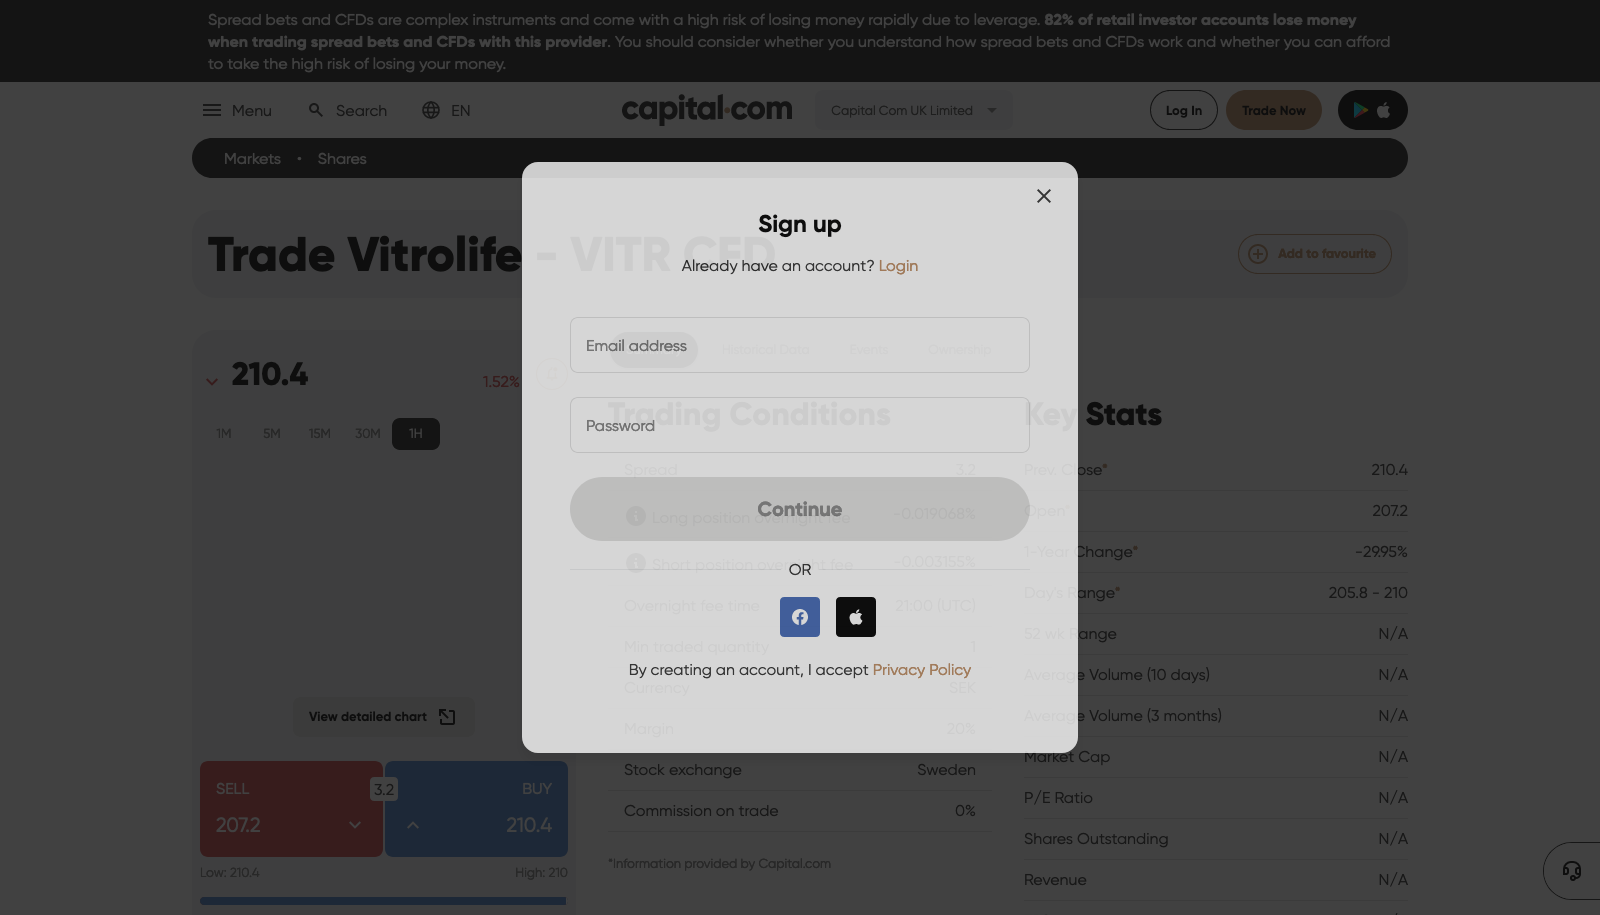 Spread bets and CFDs are complex instruments and come with a high risk of losing money rapidly due to leverage. 82% of retail investor accounts lose money
when trading spread bets and CFDs with this provider. You should consider whether you understand how spread bets and CFDs work and whether you can afford
to take the high risk of losing your money.
Menu
Search
EN
capital.com
Capital Com UK Limited
Log In
Trade Now
Markets • Shares
Sign up
Already have an account? Login
Email address
Password
Continue
OR
By creating an account, I accept Privacy Policy
Trade Vitrolife - VITR CFD
Add to favourite
210.4
1.52%
1M 5M 15M 30M 1H
View detailed chart
SELL
207.2
3.2
BUY
210.4
Low: 210.4
High: 210
Historical Data
Events
Ownership
Trading Conditions
Spread 3.2
Long position overnight fee -0.019068%
Short position overnight fee -0.003155%
Overnight fee time 21:00 (UTC)
Min traded quantity 1
Currency SEK
Margin 20%
Stock exchange Sweden
Commission on trade 0%
*Information provided by Capital.com
Key Stats
Prev. Close* 210.4
Open* 207.2
1-Year Change* -29.95%
Day's Range* 205.8 - 210
52 wk Range N/A
Average Volume (10 days) N/A
Average Volume (3 months) N/A
Market Cap N/A
P/E Ratio N/A
Shares Outstanding N/A
Revenue N/A